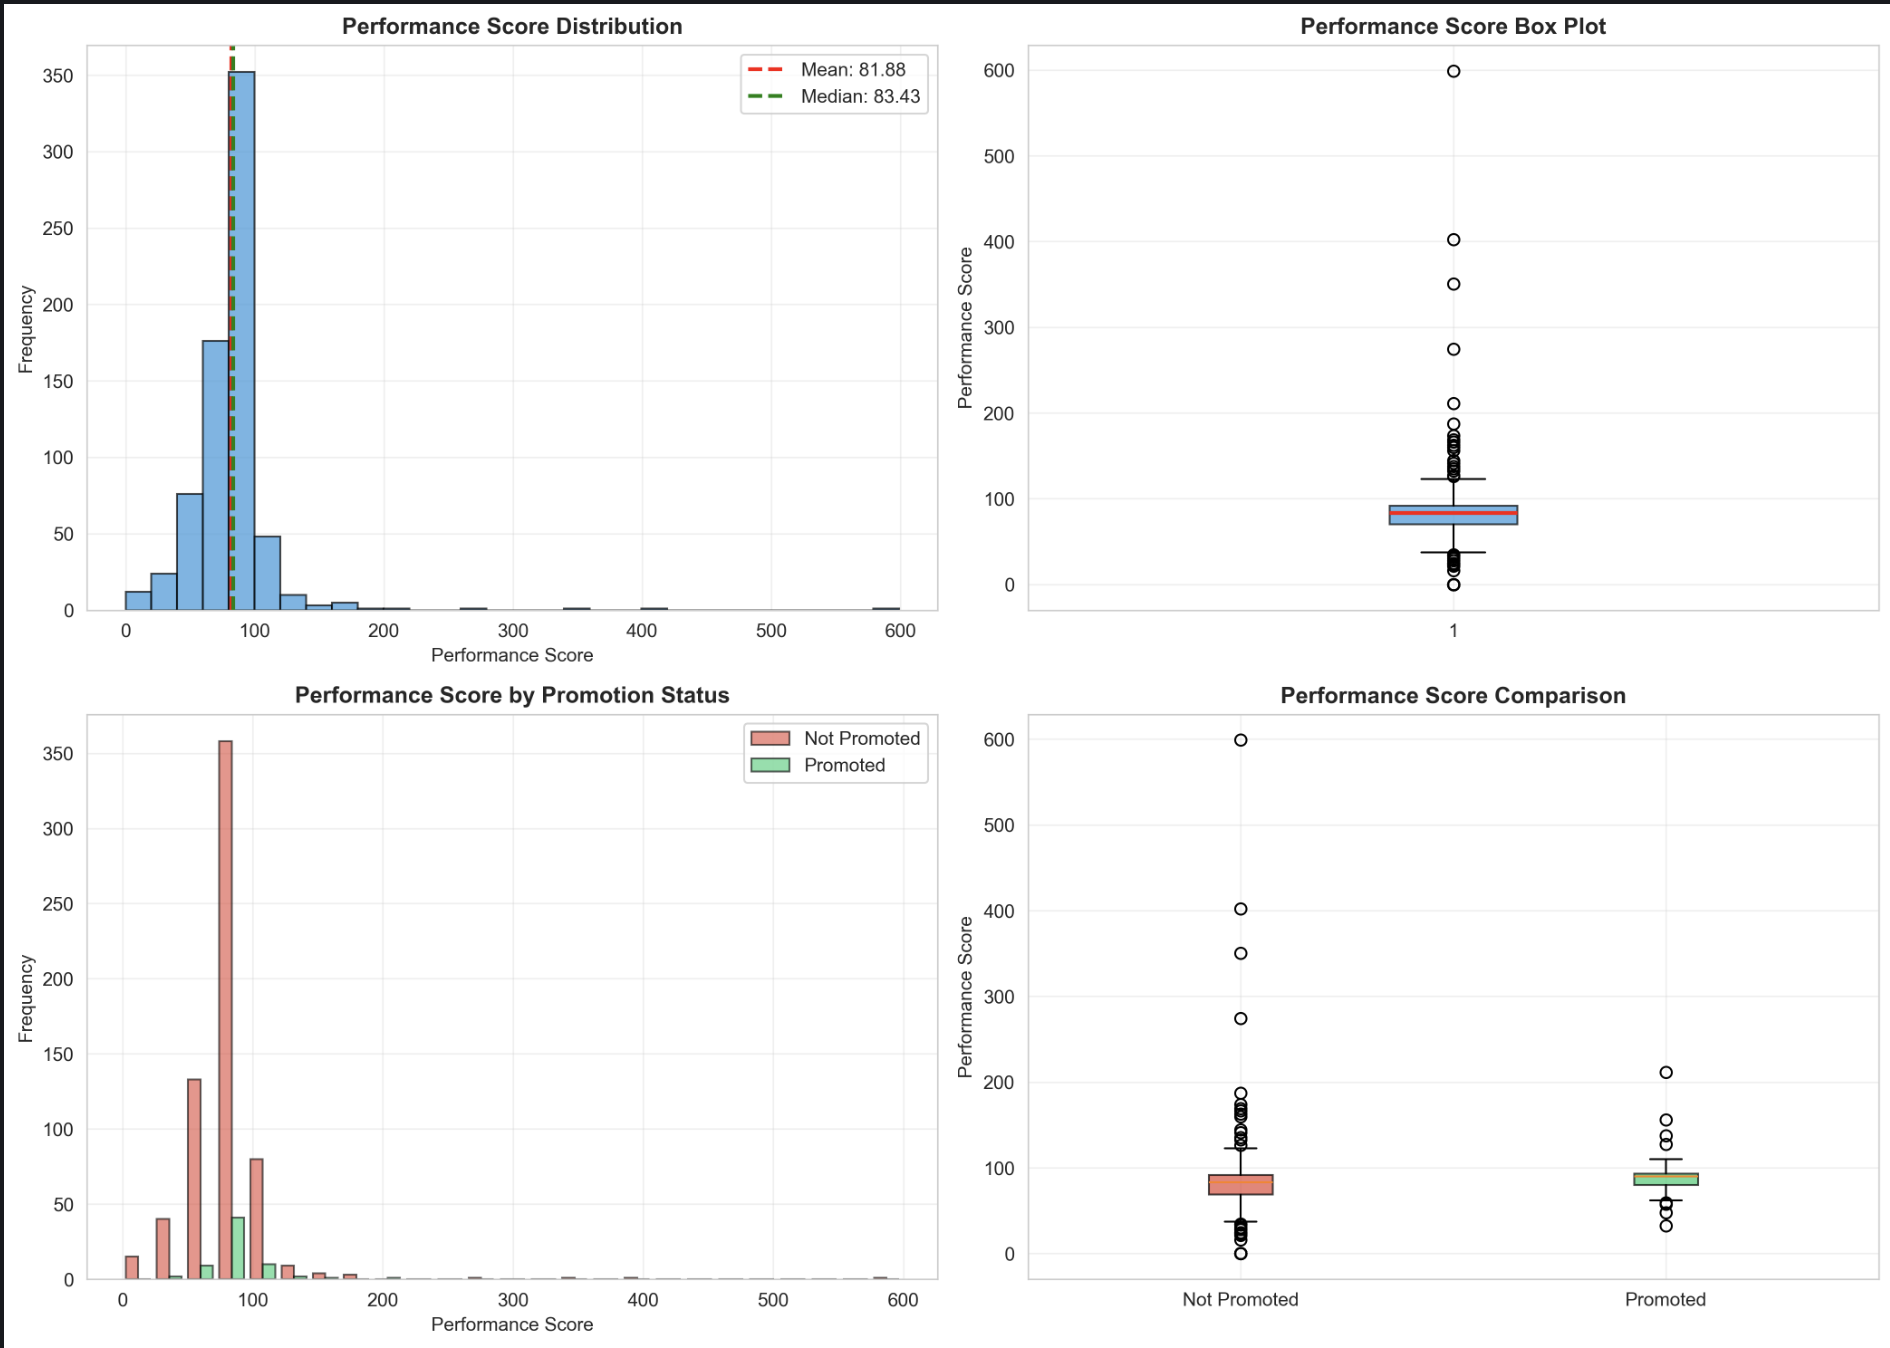 Performance Score Distribution
Mean: 81.88
Median: 83.43
350
300
250
200
150
100
50
0
Frequency
0 100 200 300 400 500 600
Performance Score
Performance Score Box Plot
600
500
400
300
200
100
0
Performance Score
1
Performance Score by Promotion Status
Not Promoted
Promoted
350
300
250
200
150
100
50
0
Frequency
0 100 200 300 400 500 600
Performance Score
Performance Score Comparison
600
500
400
300
200
100
0
Performance Score
Not Promoted Promoted